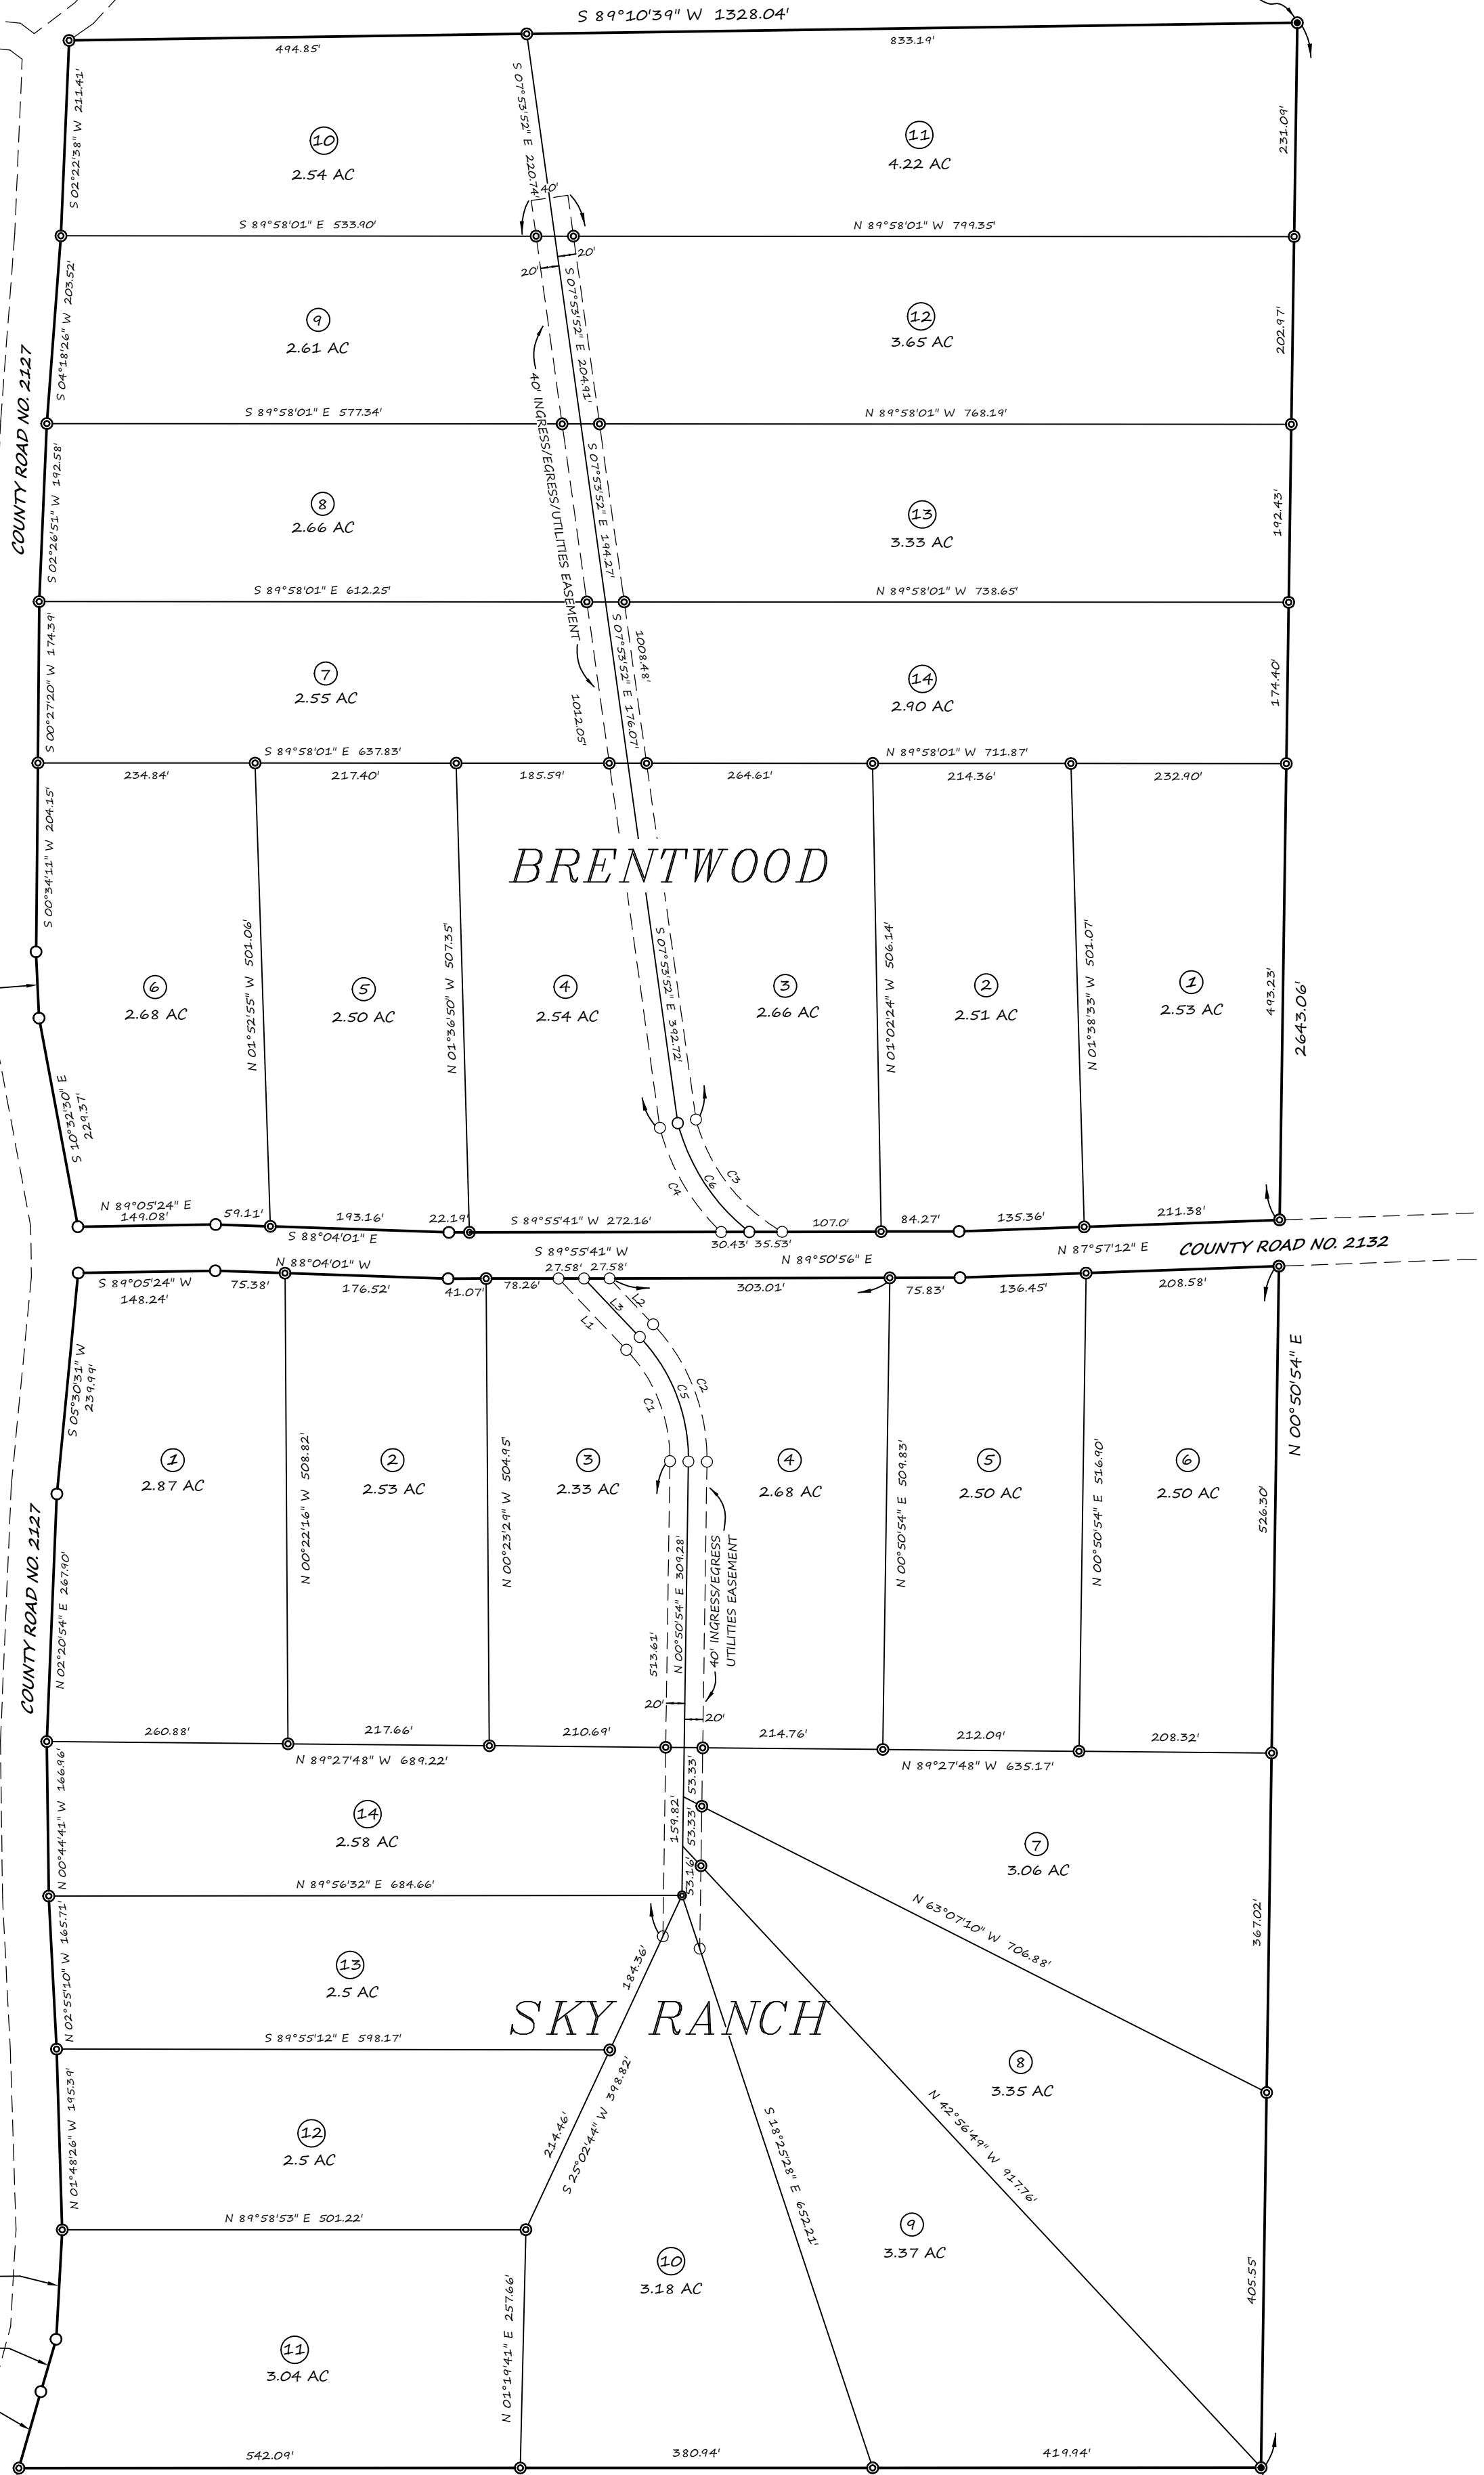 S 89°10'39" W 1328.04'
494.85'
833.19'
S 02°22'38" W 211.41'
S 07°53'52" E 220.74'
231.09'
10
2.54 AC
11
4.22 AC
40'
S 89°58'01" E 533.90'
N 89°58'01" W 799.35'
20'
20'
COUNTY ROAD NO. 2127
S 04°18'26" W 203.52'
S 07°53'52" E 204.91'
202.97'
9
2.61 AC
12
3.65 AC
40' INGRESS/EGRESS/UTILITIES EASEMENT
S 89°58'01" E 577.34'
N 89°58'01" W 768.19'
S 02°26'51" W 192.58'
S 07°53'52" E 194.27'
192.43'
8
2.66 AC
13
3.33 AC
S 89°58'01" E 612.25'
N 89°58'01" W 738.65'
S 00°27'20" W 174.39'
S 07°53'52" E 176.07'
1008.48'
1012.05'
174.40'
7
2.55 AC
14
2.90 AC
S 89°58'01" E 637.83'
N 89°58'01" W 711.87'
234.84'
217.40'
185.59'
264.61'
214.36'
232.90'
BRENTWOOD
S 00°34'11" W 204.15'
N 01°52'55" W 501.06'
N 01°36'50" W 507.35'
S 07°53'52" E 392.72'
N 01°02'24" W 506.14'
N 01°38'33" W 501.07'
493.23'
2643.06'
6
2.68 AC
5
2.50 AC
4
2.54 AC
3
2.66 AC
2
2.51 AC
1
2.53 AC
S 10°32'30" E
229.37'
C4
C6
C3
N 89°05'24" E
149.08'
59.11'
193.16'
22.19'
S 88°04'01" E
S 89°55'41" W 272.16'
30.43'
35.53'
107.0'
84.27'
135.36'
211.38'
N 88°04'01" W
S 89°55'41" W
N 89°50'56" E
N 87°57'12" E
COUNTY ROAD NO. 2132
S 89°05'24" W
148.24'
75.38'
176.52'
41.07'
78.26'
27.58'
27.58'
303.01'
75.83'
136.45'
208.58'
L1
L3
L2
C1
C5
C2
S 05°30'31" W
239.99'
N 00°22'16" W 508.82'
N 00°23'29" W 504.95'
N 00°50'54" E 509.83'
N 00°50'54" E 516.90'
526.30'
N 00°50'54" E
1
2.87 AC
2
2.53 AC
3
2.33 AC
4
2.68 AC
5
2.50 AC
6
2.50 AC
COUNTY ROAD NO. 2127
N 02°20'54" E 267.90'
513.61'
N 00°50'54" E 309.28'
40' INGRESS/EGRESS
UTILITIES EASEMENT
20'
20'
260.88'
217.66'
210.69'
214.76'
212.09'
208.32'
N 89°27'48" W 689.22'
N 89°27'48" W 635.17'
N 00°44'41" W 166.96'
159.82'
53.33'
53.33'
53.16'
14
2.58 AC
7
3.06 AC
N 89°56'32" E 684.66'
N 63°07'10" W 706.88'
367.02'
N 02°55'10" W 165.71'
184.36'
13
2.5 AC
SKY RANCH
S 89°55'12" E 598.17'
8
3.35 AC
N 01°48'26" W 195.39'
214.46'
S 25°02'44" W 398.82'
S 18°25'28" E 652.21'
N 42°56'49" W 917.76'
12
2.5 AC
N 89°58'53" E 501.22'
9
3.37 AC
10
3.18 AC
405.55'
N 01°19'41" E 257.66'
11
3.04 AC
542.09'
380.94'
419.94'